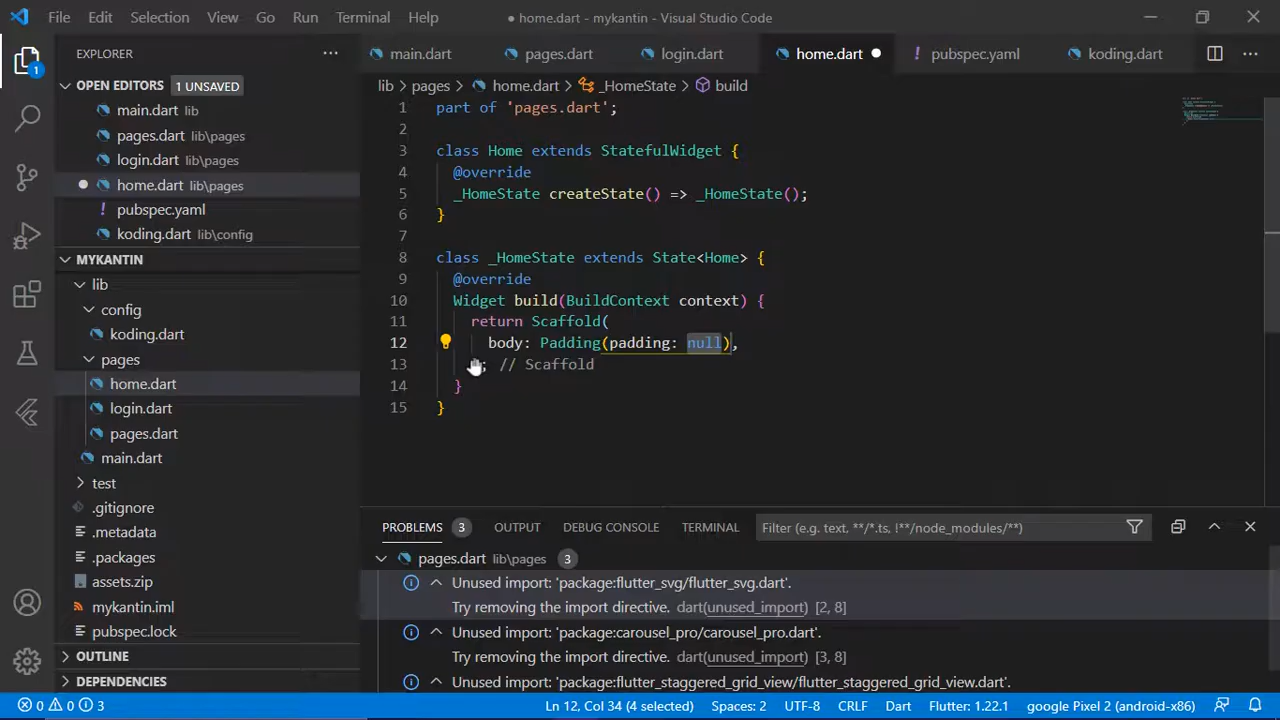 File Edit Selection View Go Run Terminal Help
● home.dart - mykantin - Visual Studio Code
1
EXPLORER
main.dart pages.dart login.dart home.dart pubspec.yaml koding.dart
OPEN EDITORS 1 UNSAVED
main.dart lib
pages.dart lib\pages
login.dart lib\pages
home.dart lib\pages
! pubspec.yaml
koding.dart lib\config
MYKANTIN
lib
config
koding.dart
pages
home.dart
login.dart
pages.dart
main.dart
test
.gitignore
.metadata
.packages
assets.zip
mykantin.iml
pubspec.lock
OUTLINE
DEPENDENCIES
lib > pages > home.dart > _HomeState > build
1 part of 'pages.dart';
2
3 class Home extends StatefulWidget {
4 @override
5 _HomeState createState() => _HomeState();
6 }
7
8 class _HomeState extends State<Home> {
9 @override
10 Widget build(BuildContext context) {
11 return Scaffold(
12 body: Padding(padding: null),
13 ; // Scaffold
14 }
15 }
PROBLEMS 3 OUTPUT DEBUG CONSOLE TERMINAL Filter (e.g. text, **/*.ts, !**/node_modules/**)
pages.dart lib\pages 3
Unused import: 'package:flutter_svg/flutter_svg.dart'.
Try removing the import directive. dart(unused_import) [2, 8]
Unused import: 'package:carousel_pro/carousel_pro.dart'.
Try removing the import directive. dart(unused_import) [3, 8]
Unused import: 'package:flutter_staggered_grid_view/flutter_staggered_grid_view.dart'.
0 0 3 Ln 12, Col 34 (4 selected) Spaces: 2 UTF-8 CRLF Dart Flutter: 1.22.1 google Pixel 2 (android-x86)